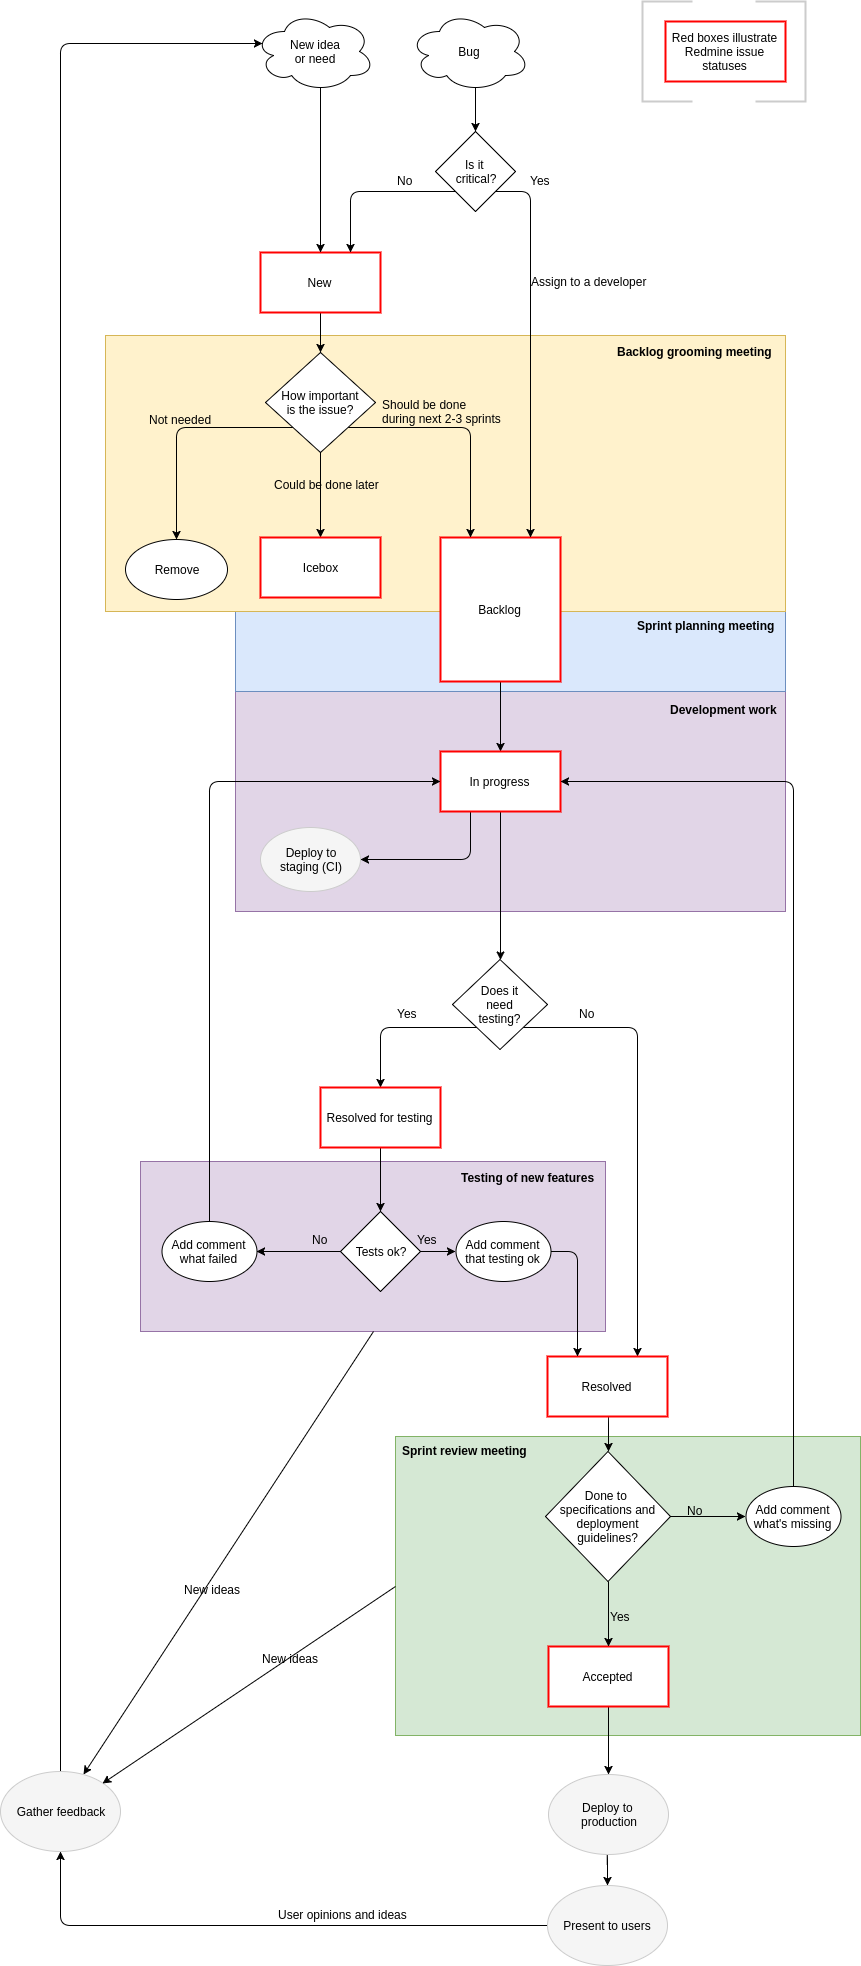 New idea
or need
Bug
Red boxes illustrate
Redmine issue
statuses
Is it
critical?
No
Yes
New
Assign to a developer
Backlog grooming meeting
How important
is the issue?
Should be done
during next 2-3 sprints
Not needed
Could be done later
Remove
Icebox
Backlog
Sprint planning meeting
Development work
In progress
Deploy to
staging (CI)
Does it
need
testing?
Yes
No
Resolved for testing
Testing of new features
Add comment
what failed
No
Tests ok?
Yes
Add comment
that testing ok
Resolved
Sprint review meeting
Done to
specifications and
deployment
guidelines?
No
Add comment
what's missing
New ideas
Yes
New ideas
Accepted
Gather feedback
Deploy to
production
User opinions and ideas
Present to users